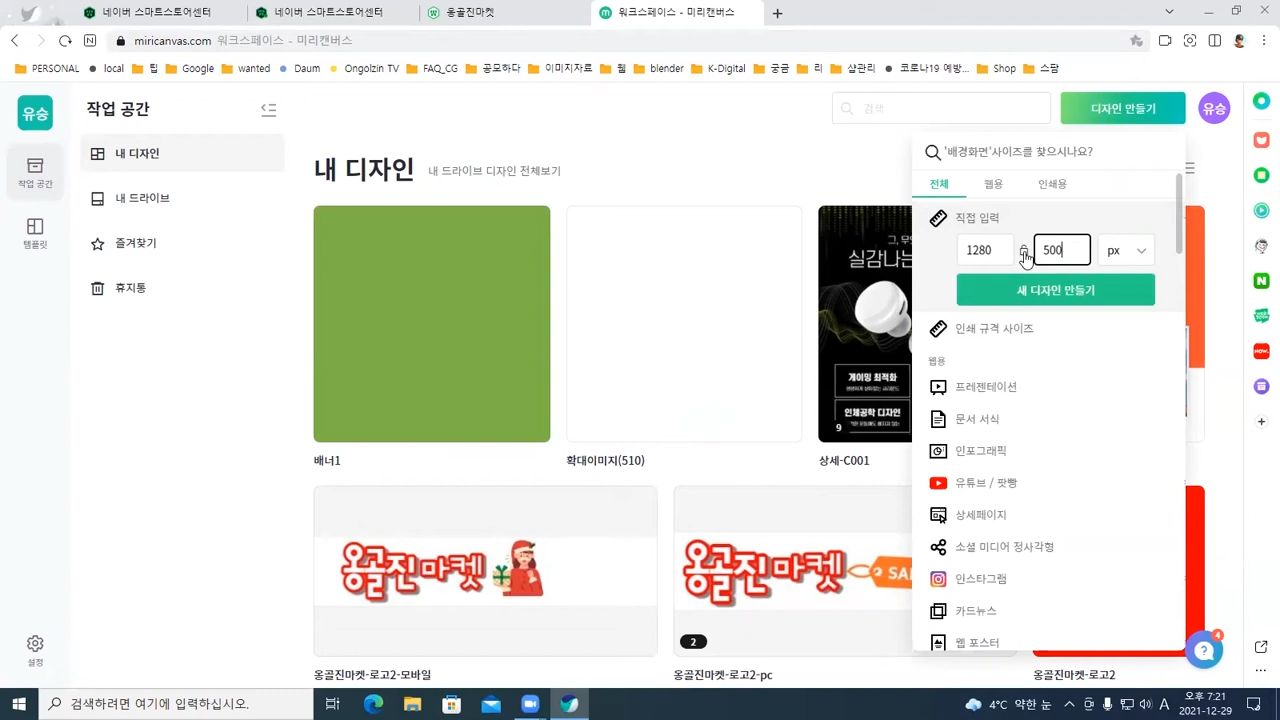 네이버 스마트스토어센터
네이버 스마트스토어센터
옹골진마켓
워크스페이스 - 미리캔버스
miricanvas.com 워크스페이스 - 미리캔버스
PERSONAL local 팁 Google wanted Daum Ongolzin TV FAQ_CG 공모하다 이미지자료 웹 blender K-Digital 궁금 리 샵관리 코로나19 예방... Shop 스팜
유승
작업 공간
템플릿
설정
작업 공간
내 디자인
내 드라이브
즐겨찾기
휴지통
검색
디자인 만들기
유승
내 디자인 내 드라이브 디자인 전체보기
그, 무
실감나는
게이밍 최적화
인체공학 디자인
9
배너1
확대이미지(510)
상세-C001
옹골진마켓
옹골진마켓
SA
2
옹골진마켓-로고2-모바일
옹골진마켓-로고2-pc
옹골진마켓-로고2
'배경화면'사이즈를 찾으시나요?
전체 웹용 인쇄용
직접 입력
1280 500 px
새 디자인 만들기
인쇄 규격 사이즈
웹용
프레젠테이션
문서 서식
인포그래픽
유튜브 / 팟빵
상세페이지
소셜 미디어 정사각형
인스타그램
카드뉴스
웹 포스터
4
NOW.
검색하려면 여기에 입력하십시오.
4°C 약한 눈
A
오후 7:21
2021-12-29